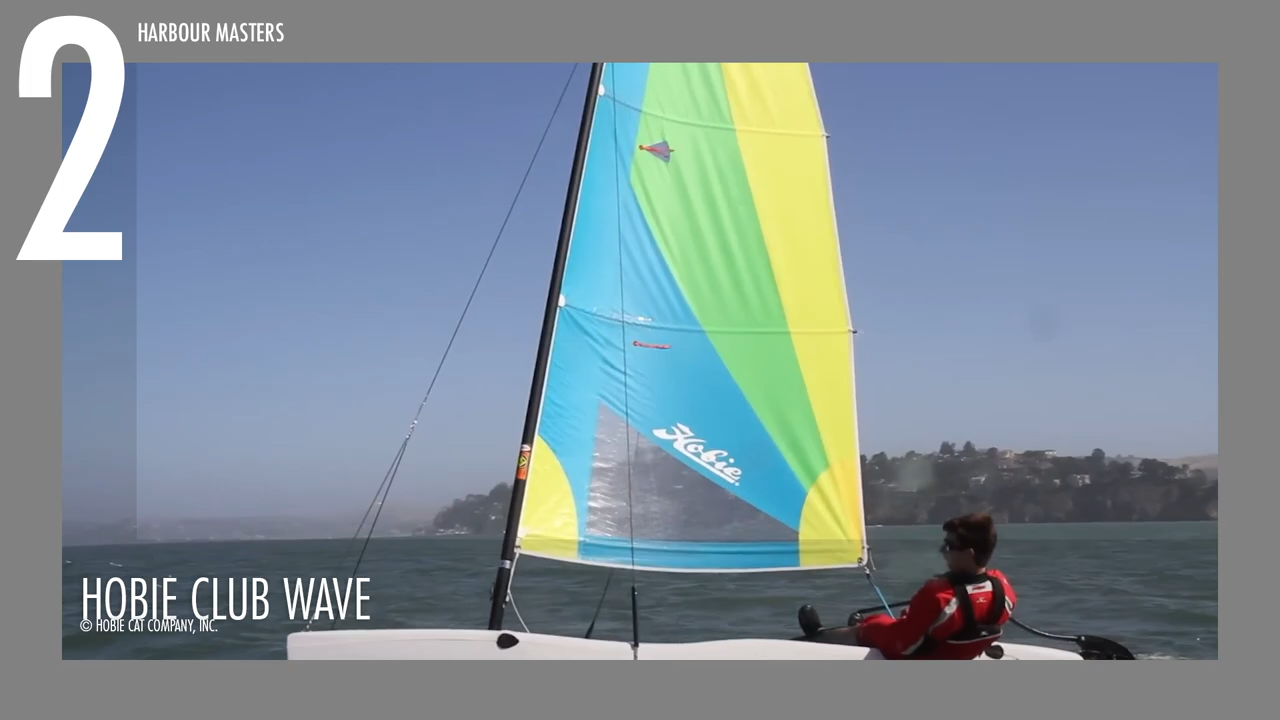 2
HARBOUR MASTERS
Hobie
HOBIE CLUB WAVE
© HOBIE CAT COMPANY, INC.